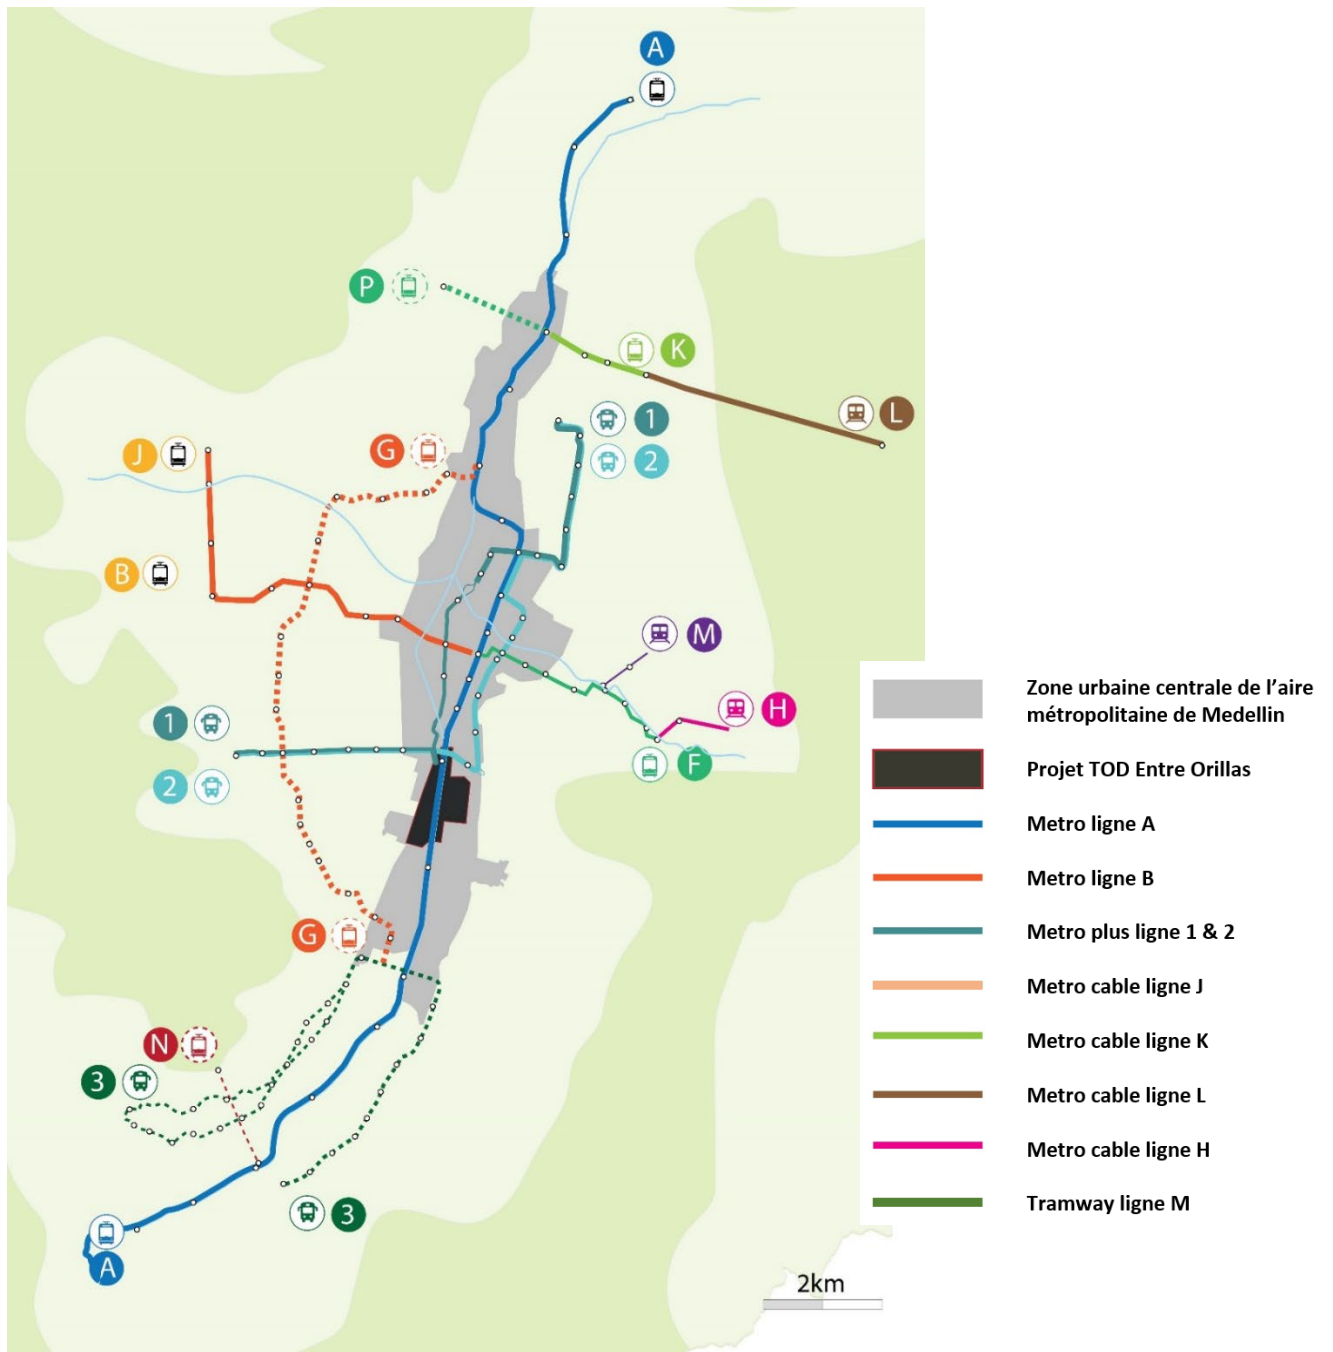 A
P
K
L
1
2
G
J
B
M
H
F
1
2
G
N
3
3
A
2km
Zone urbaine centrale de l’aire
métropolitaine de Medellin
Projet TOD Entre Orillas
Metro ligne A
Metro ligne B
Metro plus ligne 1 & 2
Metro cable ligne J
Metro cable ligne K
Metro cable ligne L
Metro cable ligne H
Tramway ligne M